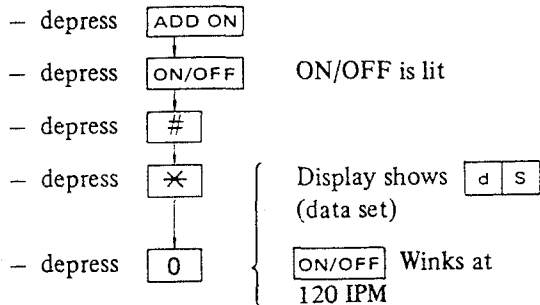 – depress ADD ON
– depress ON/OFF ON/OFF is lit
– depress #
– depress * Display shows d S
(data set)
– depress 0 ON/OFF Winks at
120 IPM